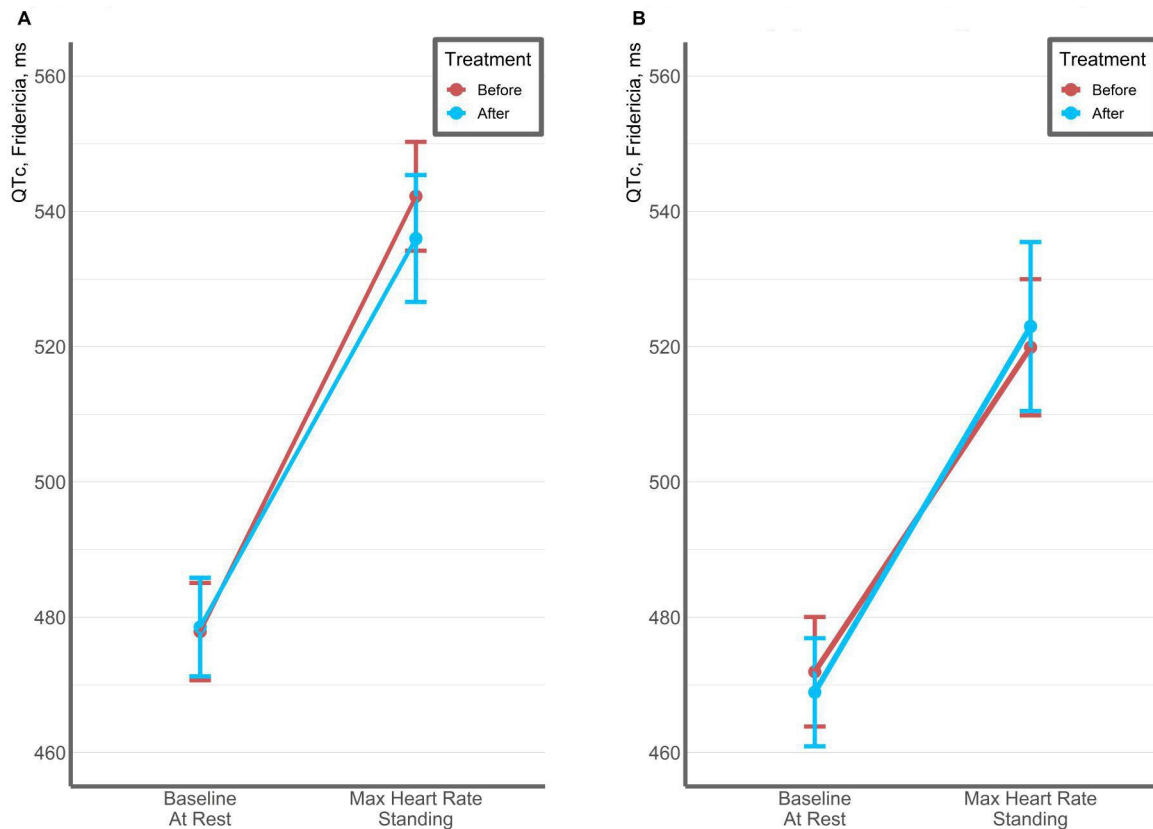 A
QTc, Fridericia, ms
560
540
520
500
480
460
Treatment
Before
After
Baseline
At Rest
Max Heart Rate
Standing
B
QTc, Fridericia, ms
560
540
520
500
480
460
Treatment
Before
After
Baseline
At Rest
Max Heart Rate
Standing